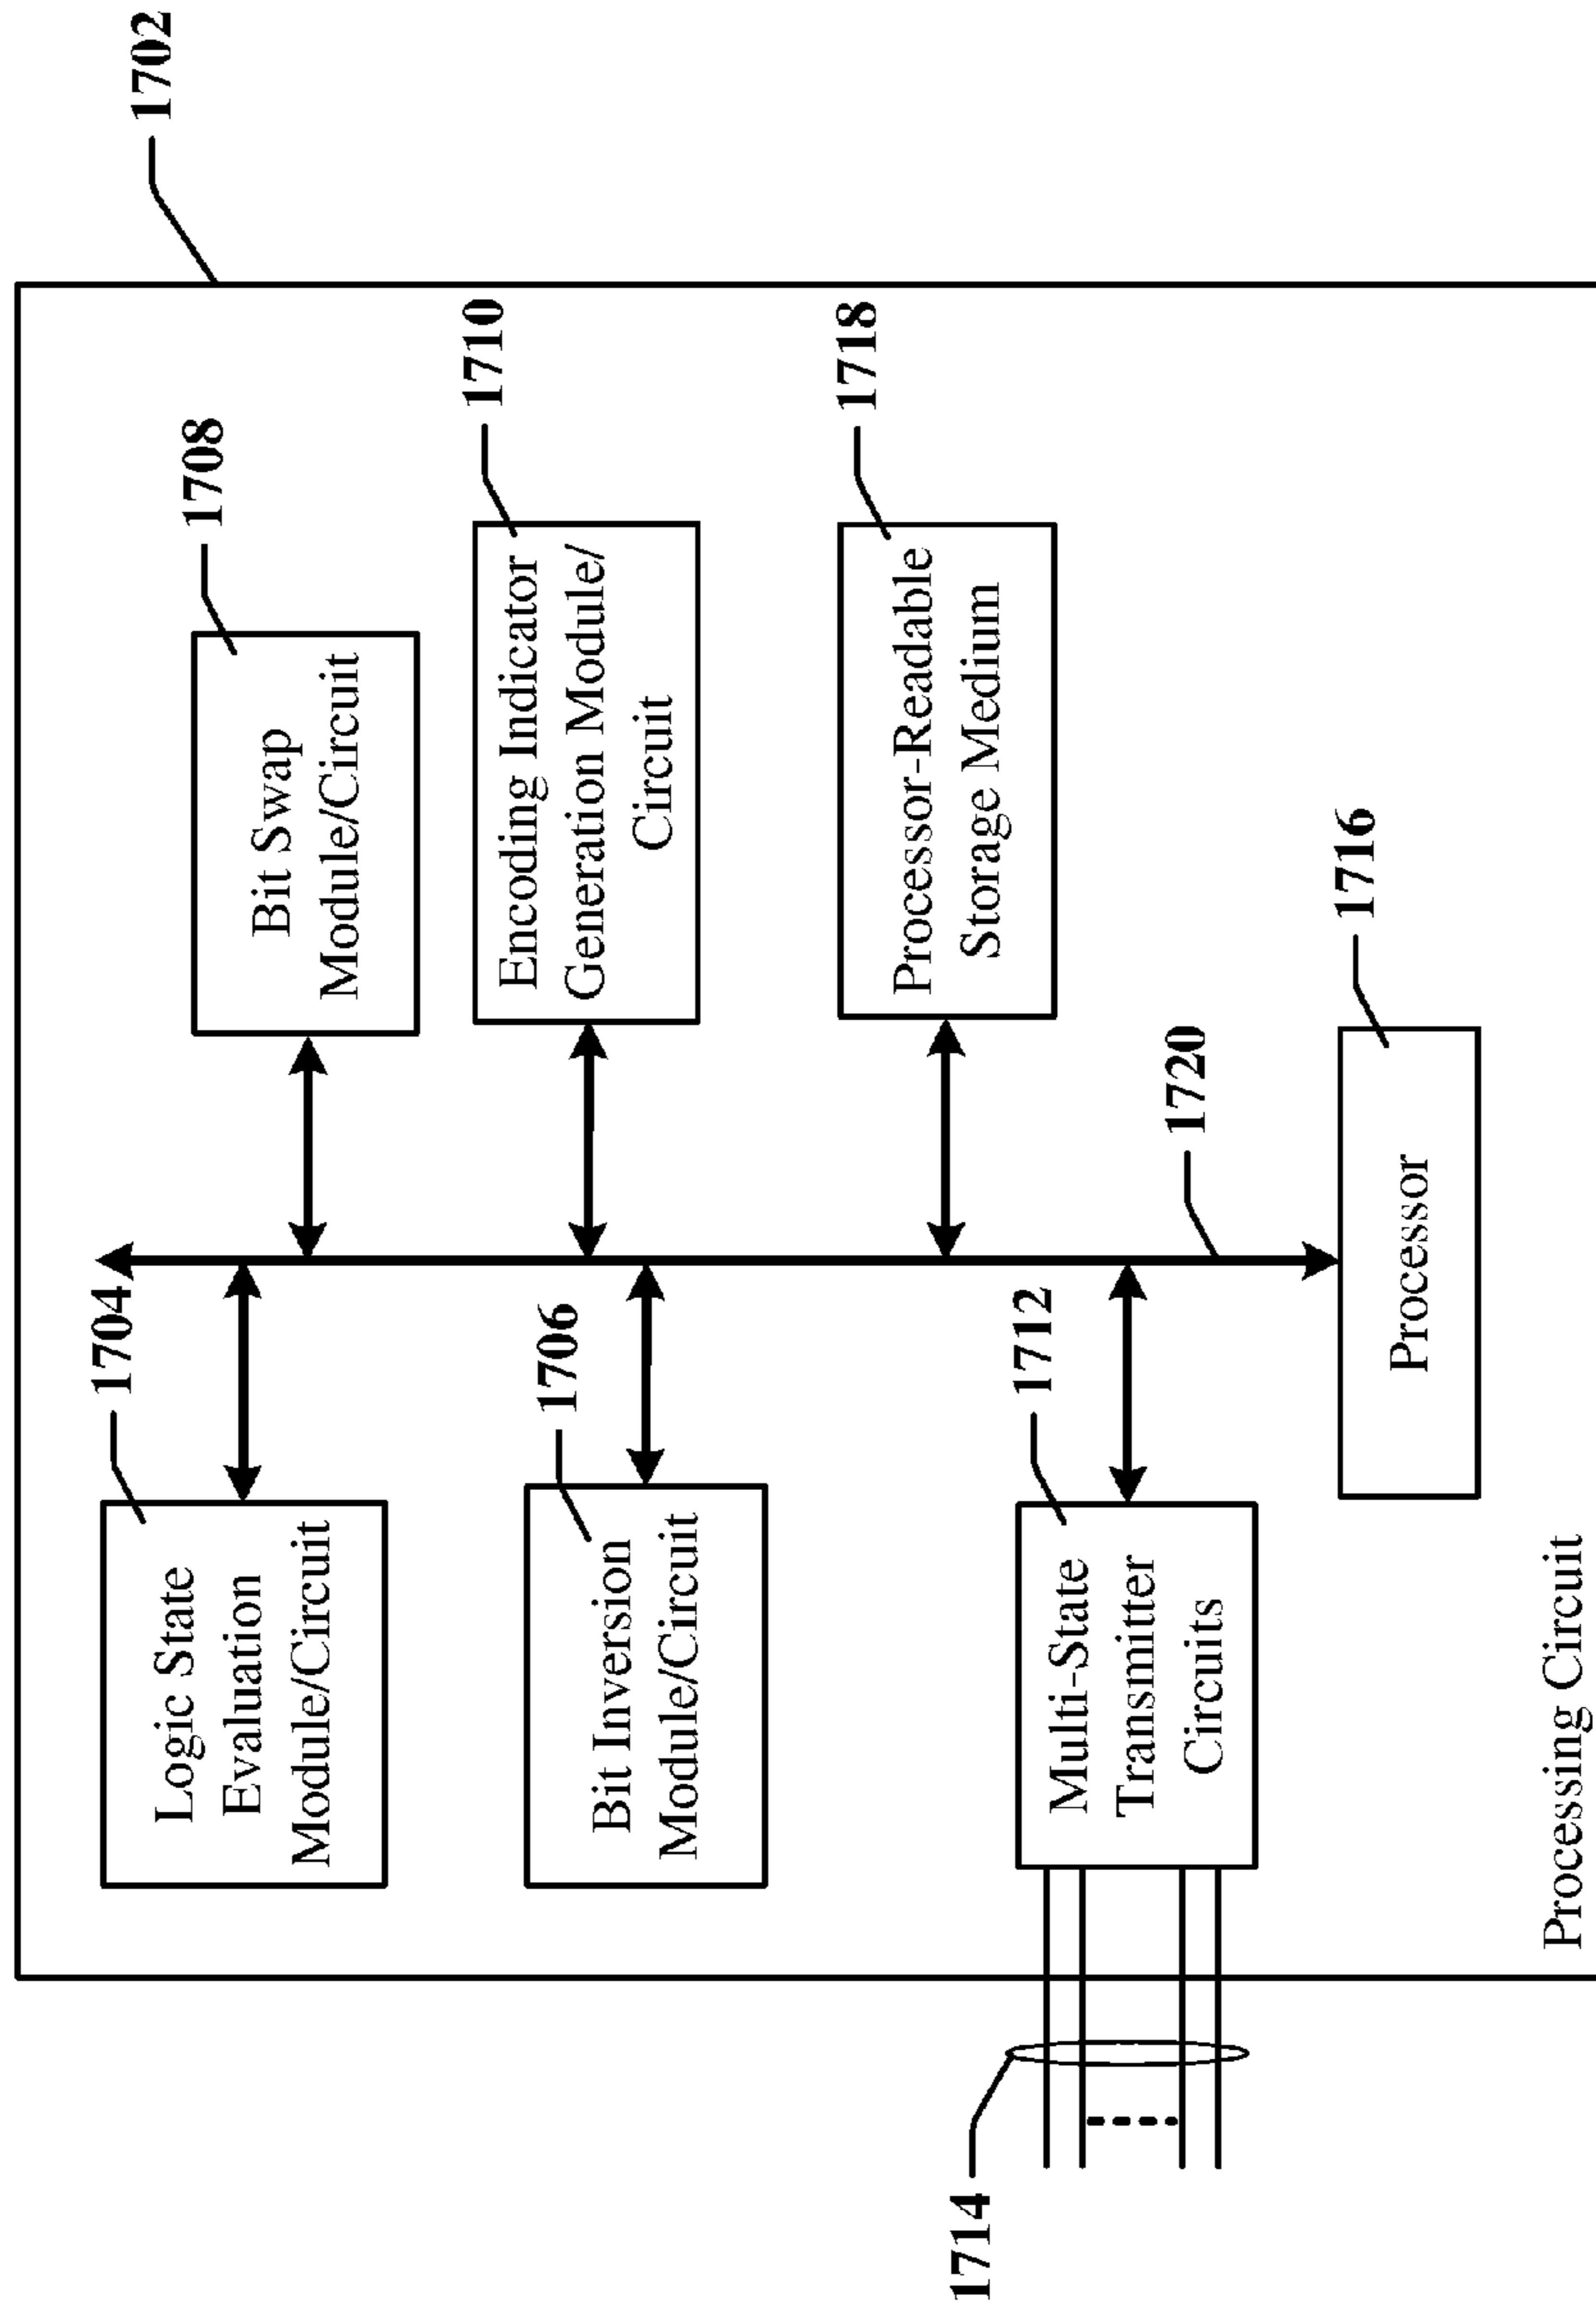 1702
1704
Logic State
Evaluation
Module/Circuit
1708
Bit Swap
Module/Circuit
1706
Bit Inversion
Module/Circuit
1710
Encoding Indicator
Generation Module/
Circuit
1714
1712
Multi-State
Transmitter
Circuits
1718
Processor-Readable
Storage Medium
1720
1716
Processor
Processing Circuit